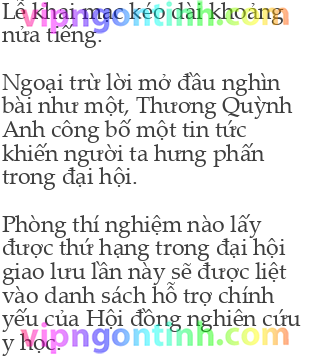 Lễ khai mạc kéo dài khoảng
nửa tiếng.
Ngoại trừ lời mở đầu nghìn
bài như một, Thương Quỳnh
Anh công bố một tin tức
khiến người ta hưng phấn
trong đại hội.
Phòng thí nghiệm nào lấy
được thứ hạng trong đại hội
giao lưu lần này sẽ được liệt
vào danh sách hỗ trợ chính
yếu của Hội đồng nghiên cứu
y học.
vipngontinh.com
vipngontinh.com